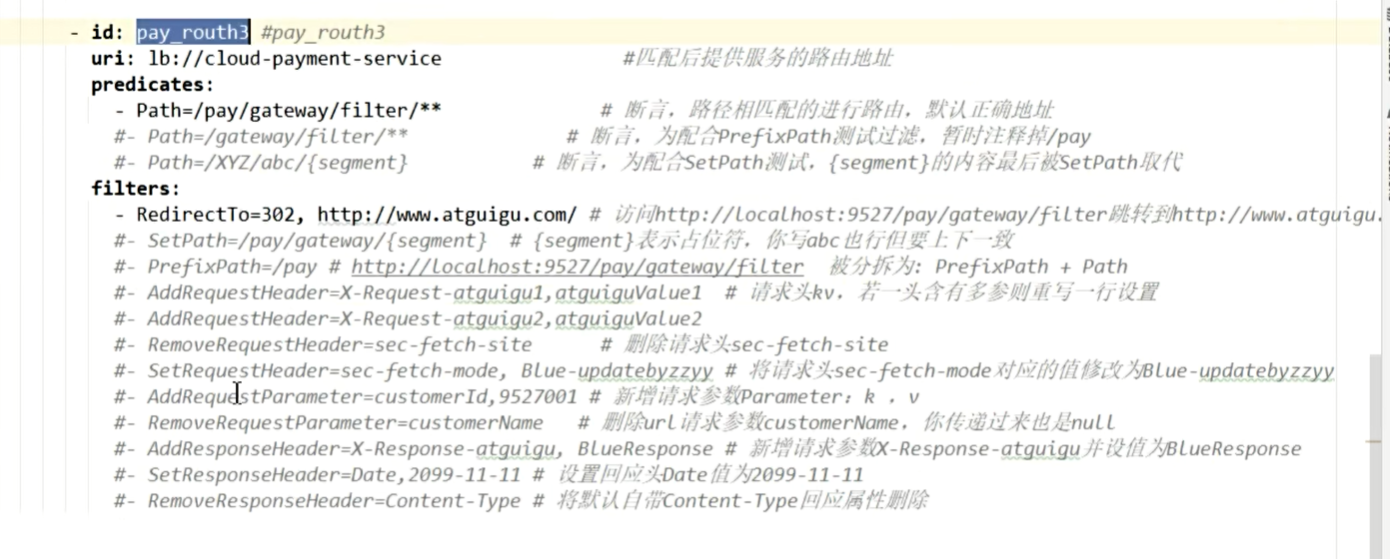 - id: pay_routh3 #pay_routh3
uri: lb://cloud-payment-service #匹配后提供服务的路由地址
predicates:
- Path=/pay/gateway/filter/** # 断言，路径相匹配的进行路由，默认正确地址
#- Path=/gateway/filter/** # 断言，为配合PrefixPath测试过滤，暂时注释掉/pay
#- Path=/XYZ/abc/{segment} # 断言，为配合SetPath测试，{segment}的内容最后被SetPath取代
filters:
- RedirectTo=302, http://www.atguigu.com/ # 访问http://localhost:9527/pay/gateway/filter跳转到http://www.atguigu.
#- SetPath=/pay/gateway/{segment} # {segment}表示占位符，你写abc也行但要上下一致
#- PrefixPath=/pay # http://localhost:9527/pay/gateway/filter 被分拆为: PrefixPath + Path
#- AddRequestHeader=X-Request-atguigu1,atguiguValue1 # 请求头kv，若一头含有多参则重写一行设置
#- AddRequestHeader=X-Request-atguigu2,atguiguValue2
#- RemoveRequestHeader=sec-fetch-site # 删除请求头sec-fetch-site
#- SetRequestHeader=sec-fetch-mode, Blue-updatebyzzyy # 将请求头sec-fetch-mode对应的值修改为Blue-updatebyzzyy
#- AddRequestParameter=customerId,9527001 # 新增请求参数Parameter：k ，v
#- RemoveRequestParameter=customerName # 删除url请求参数customerName，你传递过来也是null
#- AddResponseHeader=X-Response-atguigu, BlueResponse # 新增请求参数X-Response-atguigu并设值为BlueResponse
#- SetResponseHeader=Date,2099-11-11 # 设置回应头Date值为2099-11-11
#- RemoveResponseHeader=Content-Type # 将默认自带Content-Type回应属性删除